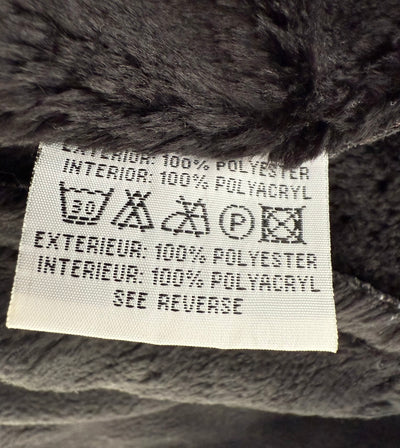 EXTERIOR: 100% POLYESTER
INTERIOR: 100% POLYACRYL
30 P
EXTERIEUR: 100% POLYESTER
INTERIEUR: 100% POLYACRYL
SEE REVERSE